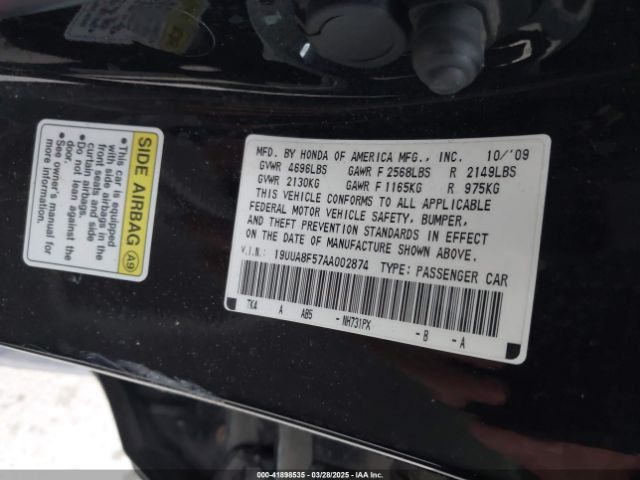 SIDE AIRBAG A9
• This car is equipped
with side airbags in the
front seats and side
curtain airbags.
• Do not lean against the
door.
• See owner's manual for
more information.
MFD. BY HONDA OF AMERICA MFG., INC. 10/'09
GVWR 4696LBS GAWR F 2568LBS R 2149LBS
GVWR 2130KG GAWR F 1165KG R 975KG
THIS VEHICLE CONFORMS TO ALL APPLICABLE
FEDERAL MOTOR VEHICLE SAFETY, BUMPER,
AND THEFT PREVENTION STANDARDS IN EFFECT
ON THE DATE OF MANUFACTURE SHOWN ABOVE.
V.I.N.: 19UUA8F57AA002874 TYPE: PASSENGER CAR
TK4 A AB5 - NH731PX - B - A
000-41898535 - 03/28/2025 - IAA Inc.